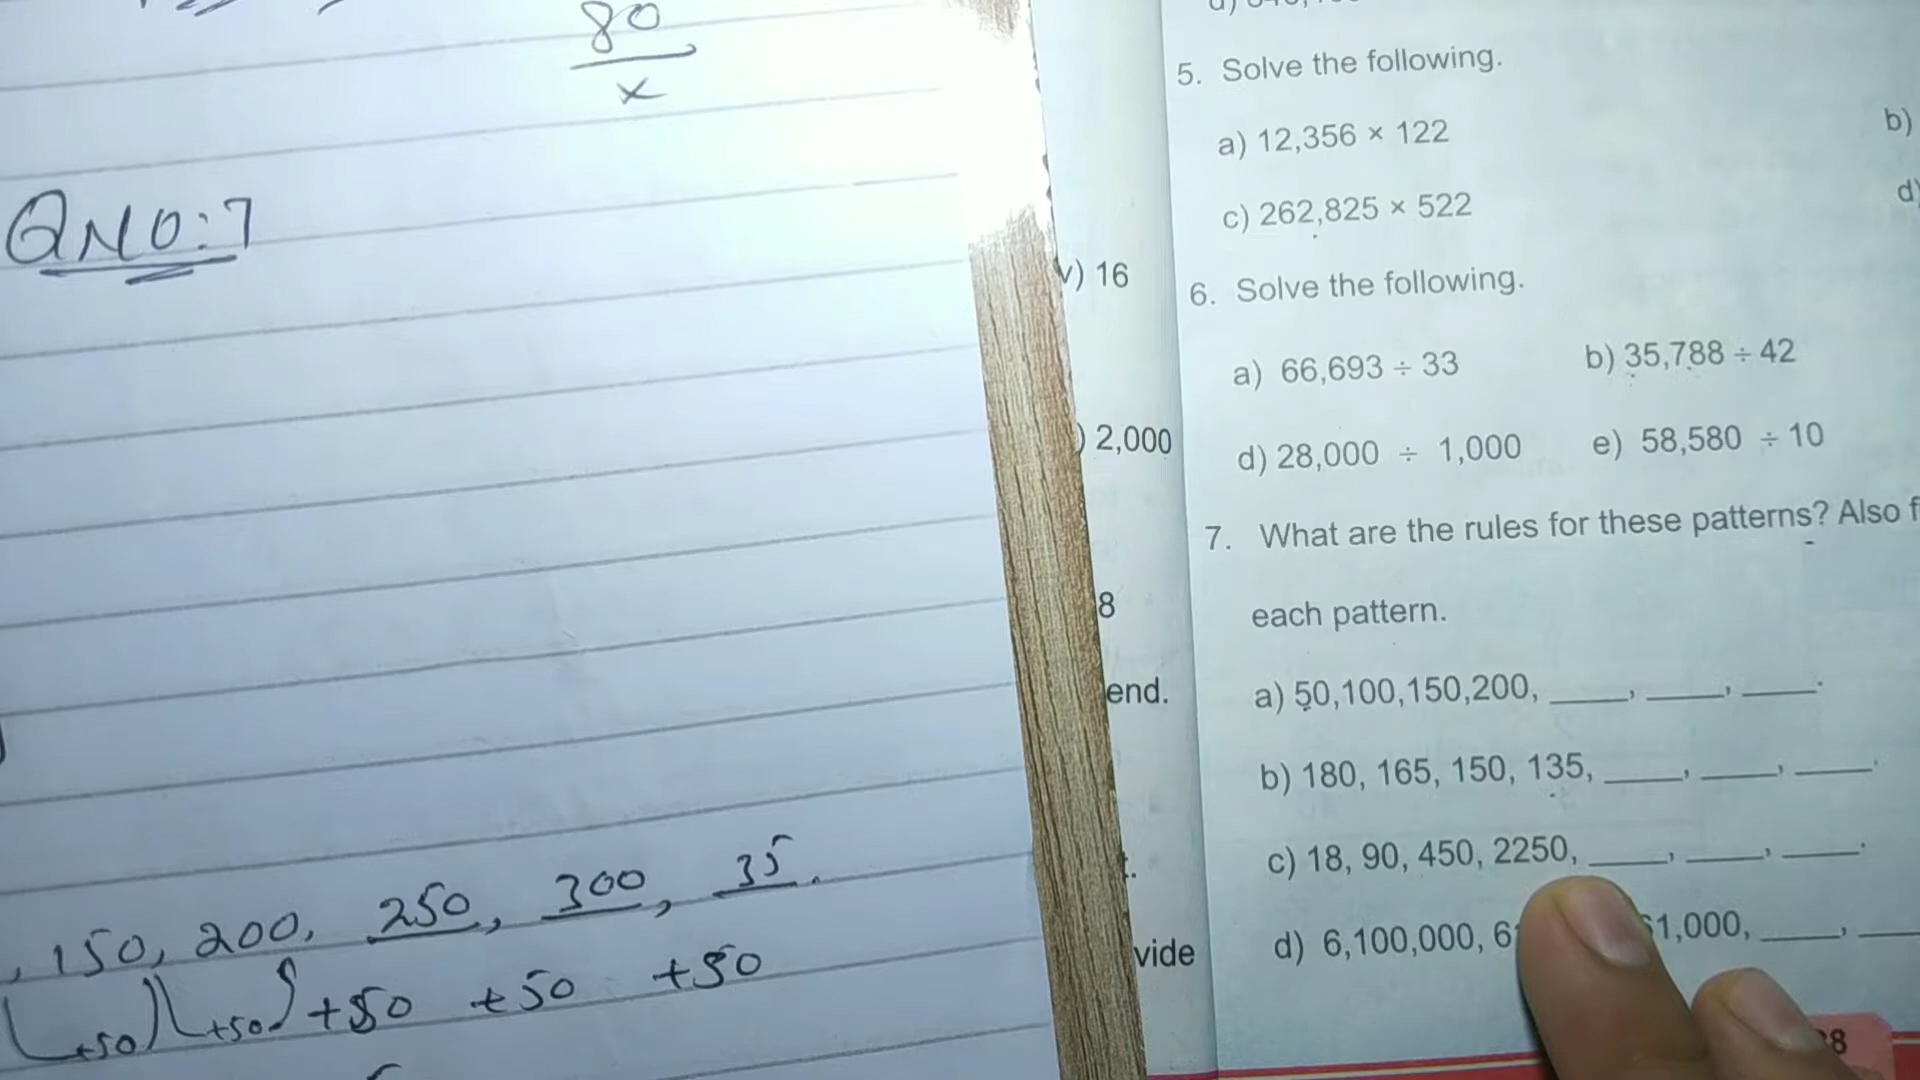 80
x
QNO:7
, 150, 200, 250, 300, 35.
+50 +50 +50 +50 +50
v) 16
) 2,000
8
end.
vide
5. Solve the following.
a) 12,356 × 122 b)
c) 262,825 × 522 d)
6. Solve the following.
a) 66,693 ÷ 33 b) 35,788 ÷ 42
d) 28,000 ÷ 1,000 e) 58,580 ÷ 10
7. What are the rules for these patterns? Also f
each pattern.
a) 50,100,150,200, ____, ____, ____.
b) 180, 165, 150, 135, ____, ____, ____.
c) 18, 90, 450, 2250, ____, ____, ____.
d) 6,100,000, 6 1,000, ____, ____
8